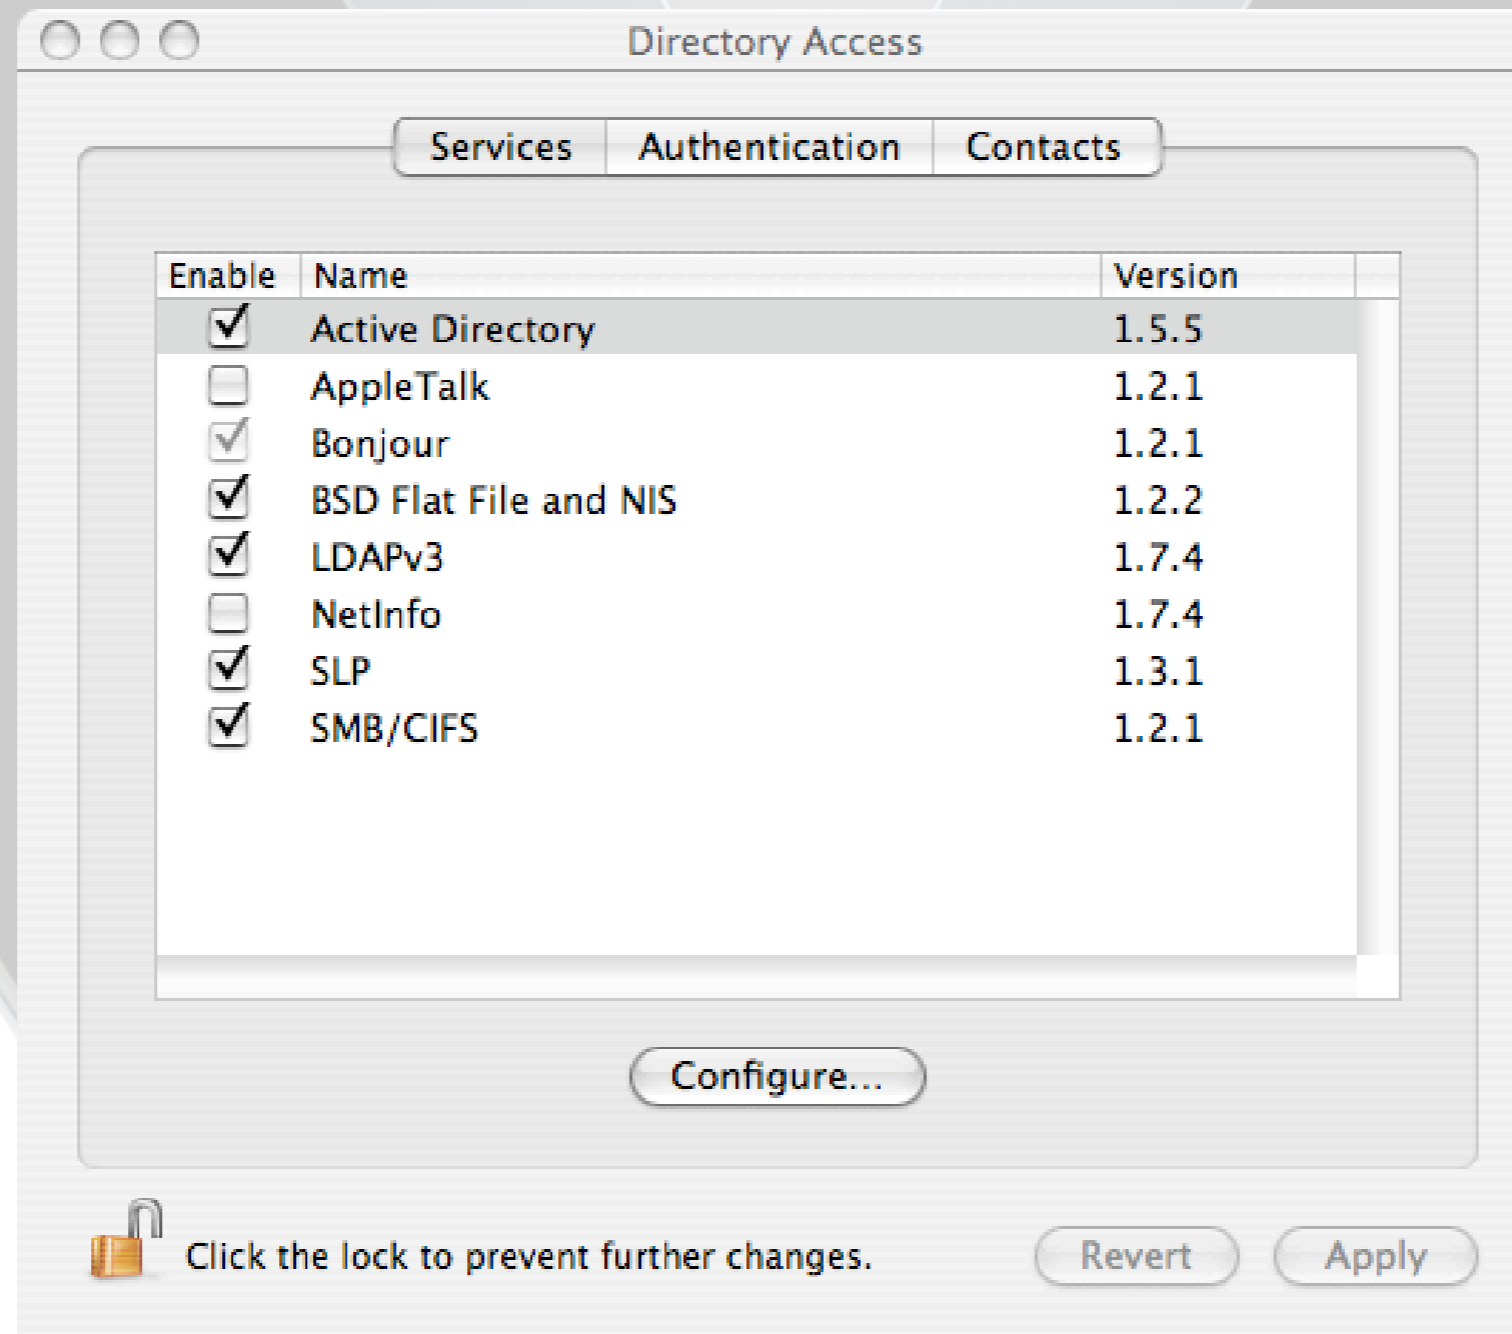 Directory Access
Services Authentication Contacts
Enable Name Version
Active Directory 1.5.5
AppleTalk 1.2.1
Bonjour 1.2.1
BSD Flat File and NIS 1.2.2
LDAPv3 1.7.4
NetInfo 1.7.4
SLP 1.3.1
SMB/CIFS 1.2.1
Configure...
Click the lock to prevent further changes. Revert Apply